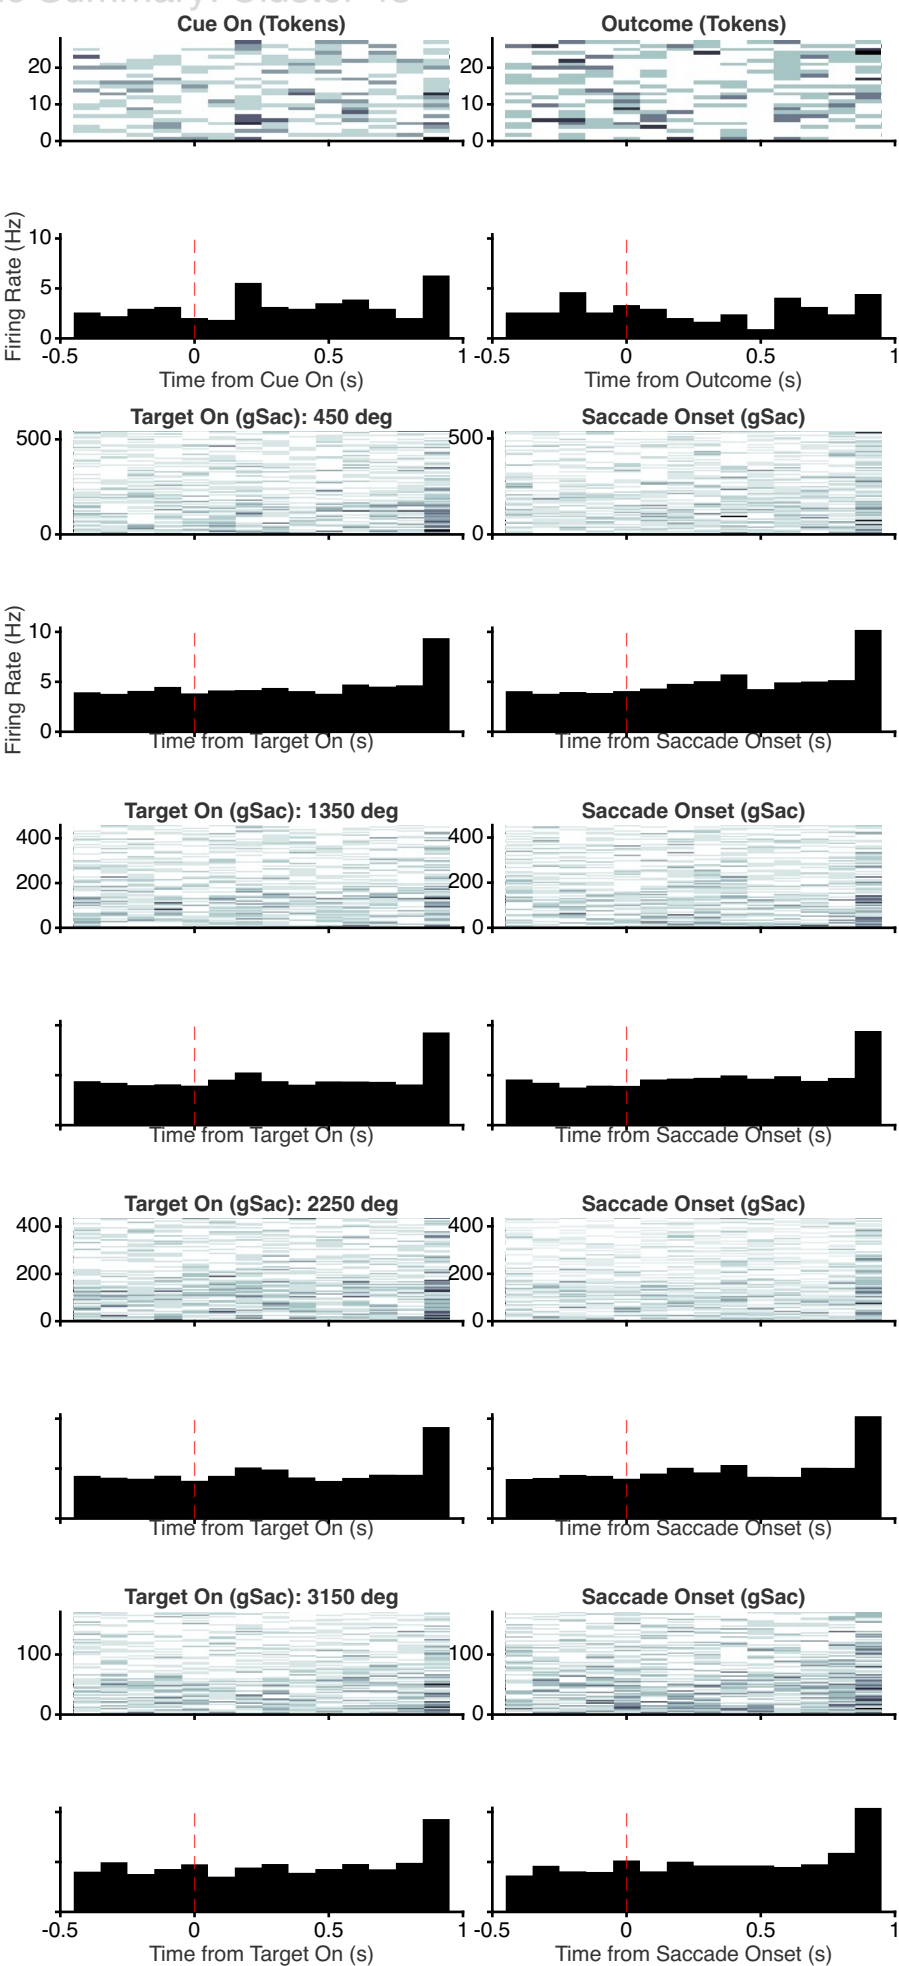 Summary: Cluster
Cue On (Tokens) Outcome (Tokens)
20 20
10 10
0 0
Firing Rate (Hz)
10
5
0
-0.5 0 0.5 1 -0.5 0 0.5 1
Time from Cue On (s) Time from Outcome (s)
Target On (gSac): 450 deg Saccade Onset (gSac)
500 500
0 0
Firing Rate (Hz)
10
5
0
Time from Target On (s) Time from Saccade Onset (s)
Target On (gSac): 1350 deg Saccade Onset (gSac)
400 400
200 200
0 0
Time from Target On (s) Time from Saccade Onset (s)
Target On (gSac): 2250 deg Saccade Onset (gSac)
400 400
200 200
0 0
Time from Target On (s) Time from Saccade Onset (s)
Target On (gSac): 3150 deg Saccade Onset (gSac)
100 100
0 0
-0.5 0 0.5 1 -0.5 0 0.5 1
Time from Target On (s) Time from Saccade Onset (s)